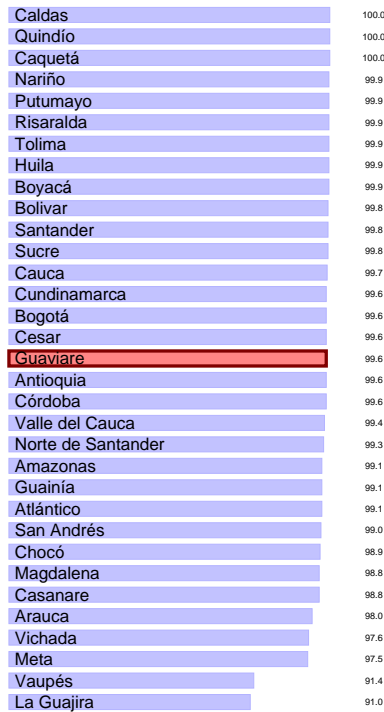 Caldas 100.0
Quindío 100.0
Caquetá 100.0
Nariño 99.9
Putumayo 99.9
Risaralda 99.9
Tolima 99.9
Huila 99.9
Boyacá 99.9
Bolivar 99.8
Santander 99.8
Sucre 99.8
Cauca 99.7
Cundinamarca 99.6
Bogotá 99.6
Cesar 99.6
Guaviare 99.6
Antioquia 99.6
Córdoba 99.6
Valle del Cauca 99.4
Norte de Santander 99.3
Amazonas 99.1
Guainía 99.1
Atlántico 99.1
San Andrés 99.0
Chocó 98.9
Magdalena 98.8
Casanare 98.8
Arauca 98.0
Vichada 97.6
Meta 97.5
Vaupés 91.4
La Guajira 91.0